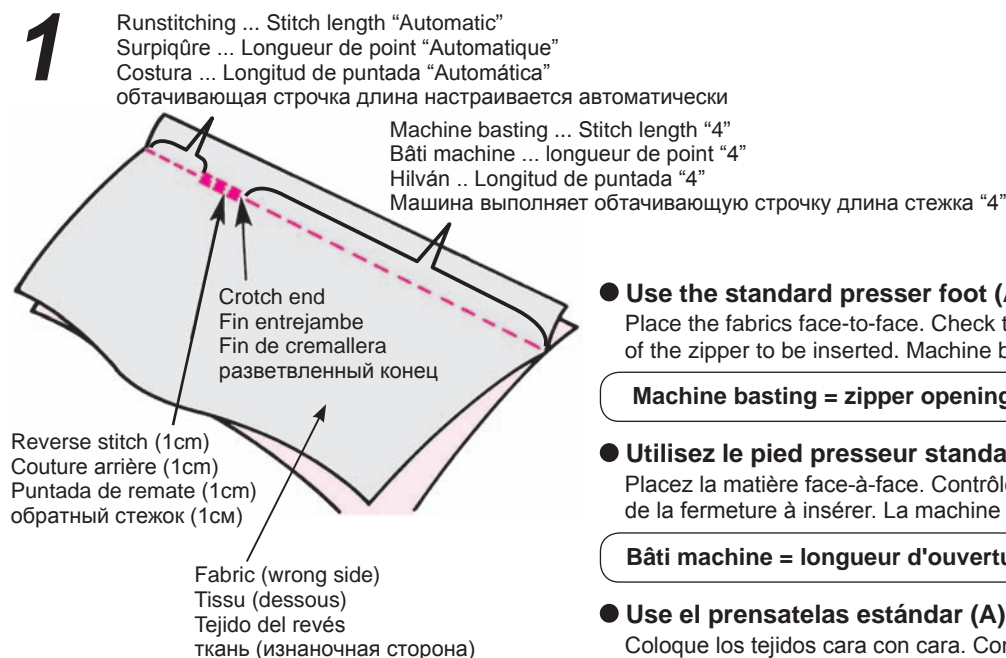 1
Runstitching ... Stitch length “Automatic”
Surpiqûre ... Longueur de point “Automatique”
Costura ... Longitud de puntada “Automática”
обтачивающая строчка длина настраивается автоматически
Machine basting ... Stitch length “4”
Bâti machine ... longueur de point “4”
Hilván .. Longitud de puntada “4”
Машина выполняет обтачивающую строчку длина стежка “4”
Crotch end
Fin entrejambe
Fin de cremallera
разветвленный конец
Reverse stitch (1cm)
Couture arrière (1cm)
Puntada de remate (1cm)
обратный стежок (1см)
Fabric (wrong side)
Tissu (dessous)
Tejido del revés
ткань (изнаночная сторона)
● Use the standard presser foot (
Place the fabrics face-to-face. Check
of the zipper to be inserted. Machine
Machine basting = zipper opening
● Utilisez le pied presseur
Placez la matière face-à-face.
de la fermeture à insérer. La machine
Bâti machine = longueur
● Use el prensatelas estándar (A)
Coloque los tejidos cara con cara.